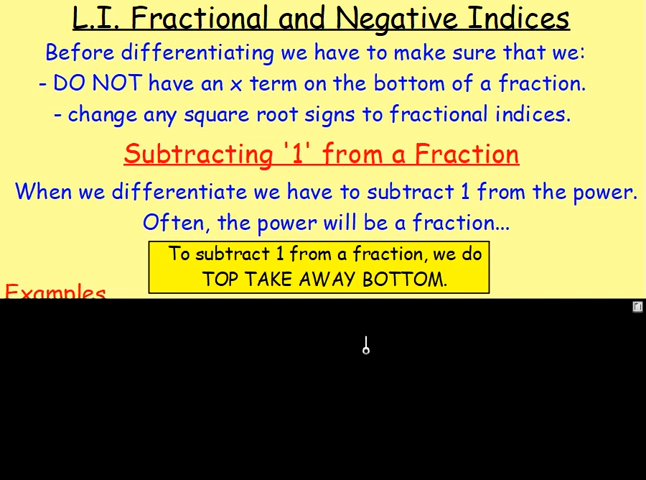 L.I. Fractional and Negative Indices
Before differentiating we have to make sure that we:
- DO NOT have an x term on the bottom of a fraction.
- change any square root signs to fractional indices.
Subtracting '1' from a Fraction
When we differentiate we have to subtract 1 from the power.
Often, the power will be a fraction...
To subtract 1 from a fraction, we do
TOP TAKE AWAY BOTTOM.
Examples